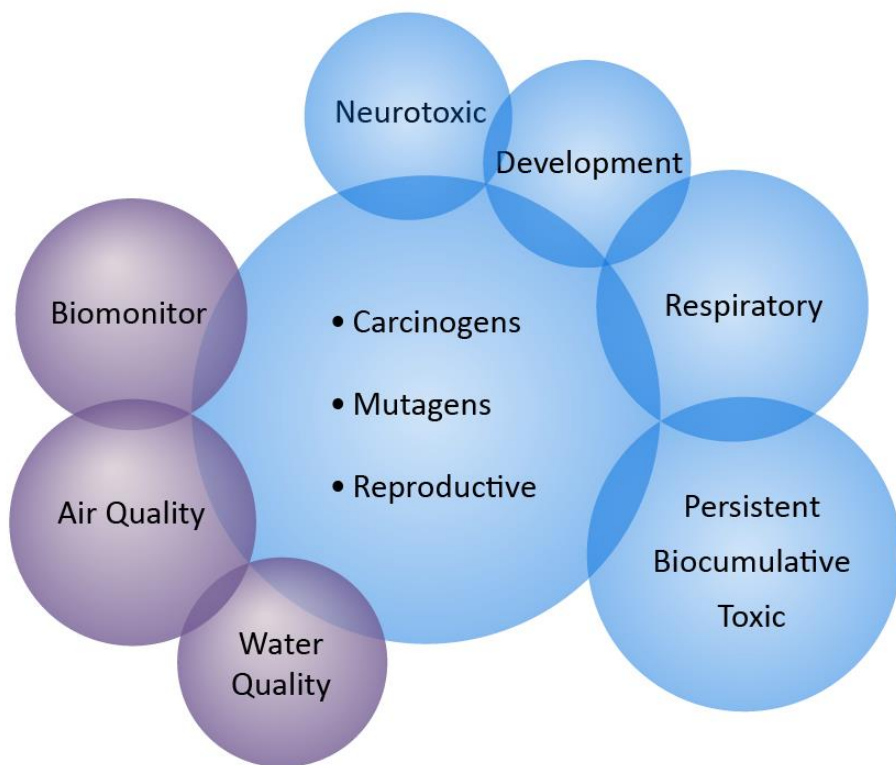 Neurotoxic
Development
Respiratory
Biomonitor
• Carcinogens
• Mutagens
• Reproductive
Air Quality
Persistent
Biocumulative
Toxic
Water
Quality